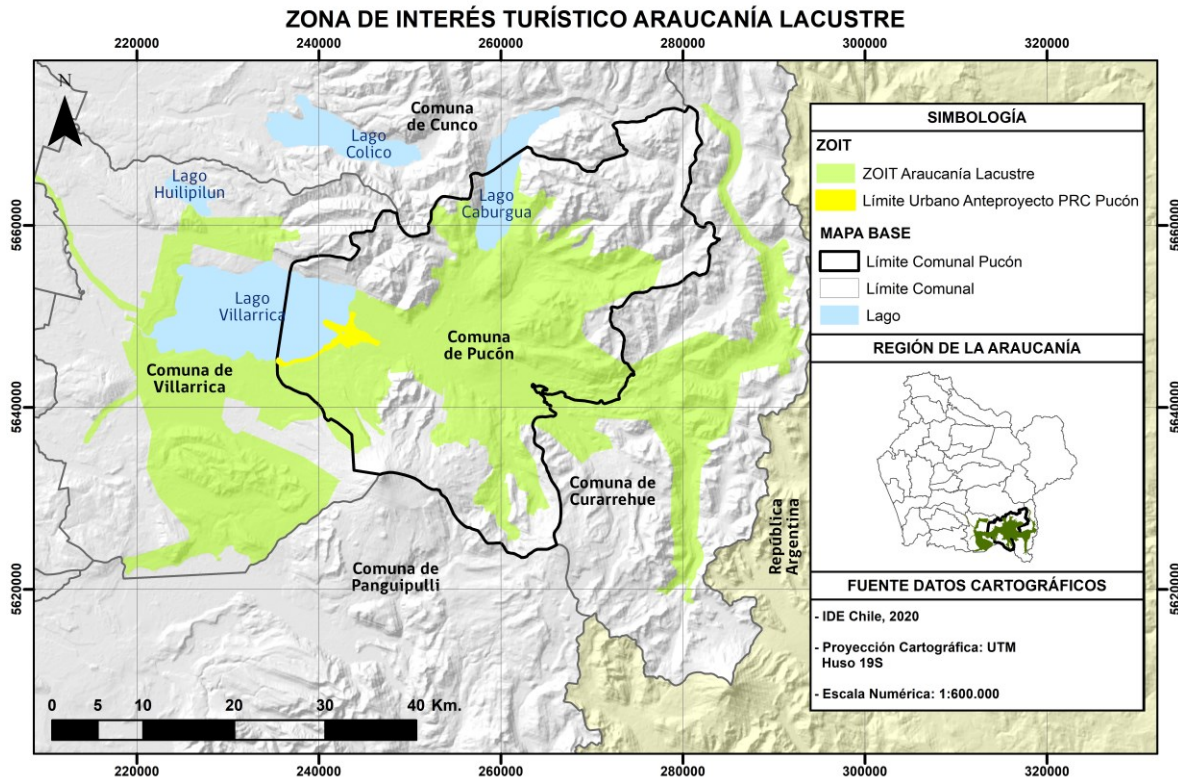 ZONA DE INTERÉS TURÍSTICO ARAUCANÍA LACUSTRE
220000
240000
260000
280000
300000
320000
N
Comuna
de Cunco
Lago
Colico
Lago
Huilipilun
Lago
Caburgua
5660000
5660000
Lago
Villarrica
Comuna
de Pucón
Comuna de
Villarrica
5640000
5640000
Comuna de
Curarrehue
República
Argentina
Comuna de
Panguipulli
5620000
5620000
0
5
10
20
30
40 Km.
SIMBOLOGÍA
ZOIT
ZOIT Araucanía Lacustre
Límite Urbano Anteproyecto PRC Pucón
MAPA BASE
Límite Comunal Pucón
Límite Comunal
Lago
REGIÓN DE LA ARAUCANÍA
FUENTE DATOS CARTOGRÁFICOS
- IDE Chile, 2020
- Proyección Cartográfica: UTM
Huso 19S
- Escala Numérica: 1:600.000
220000
240000
260000
280000
300000
320000